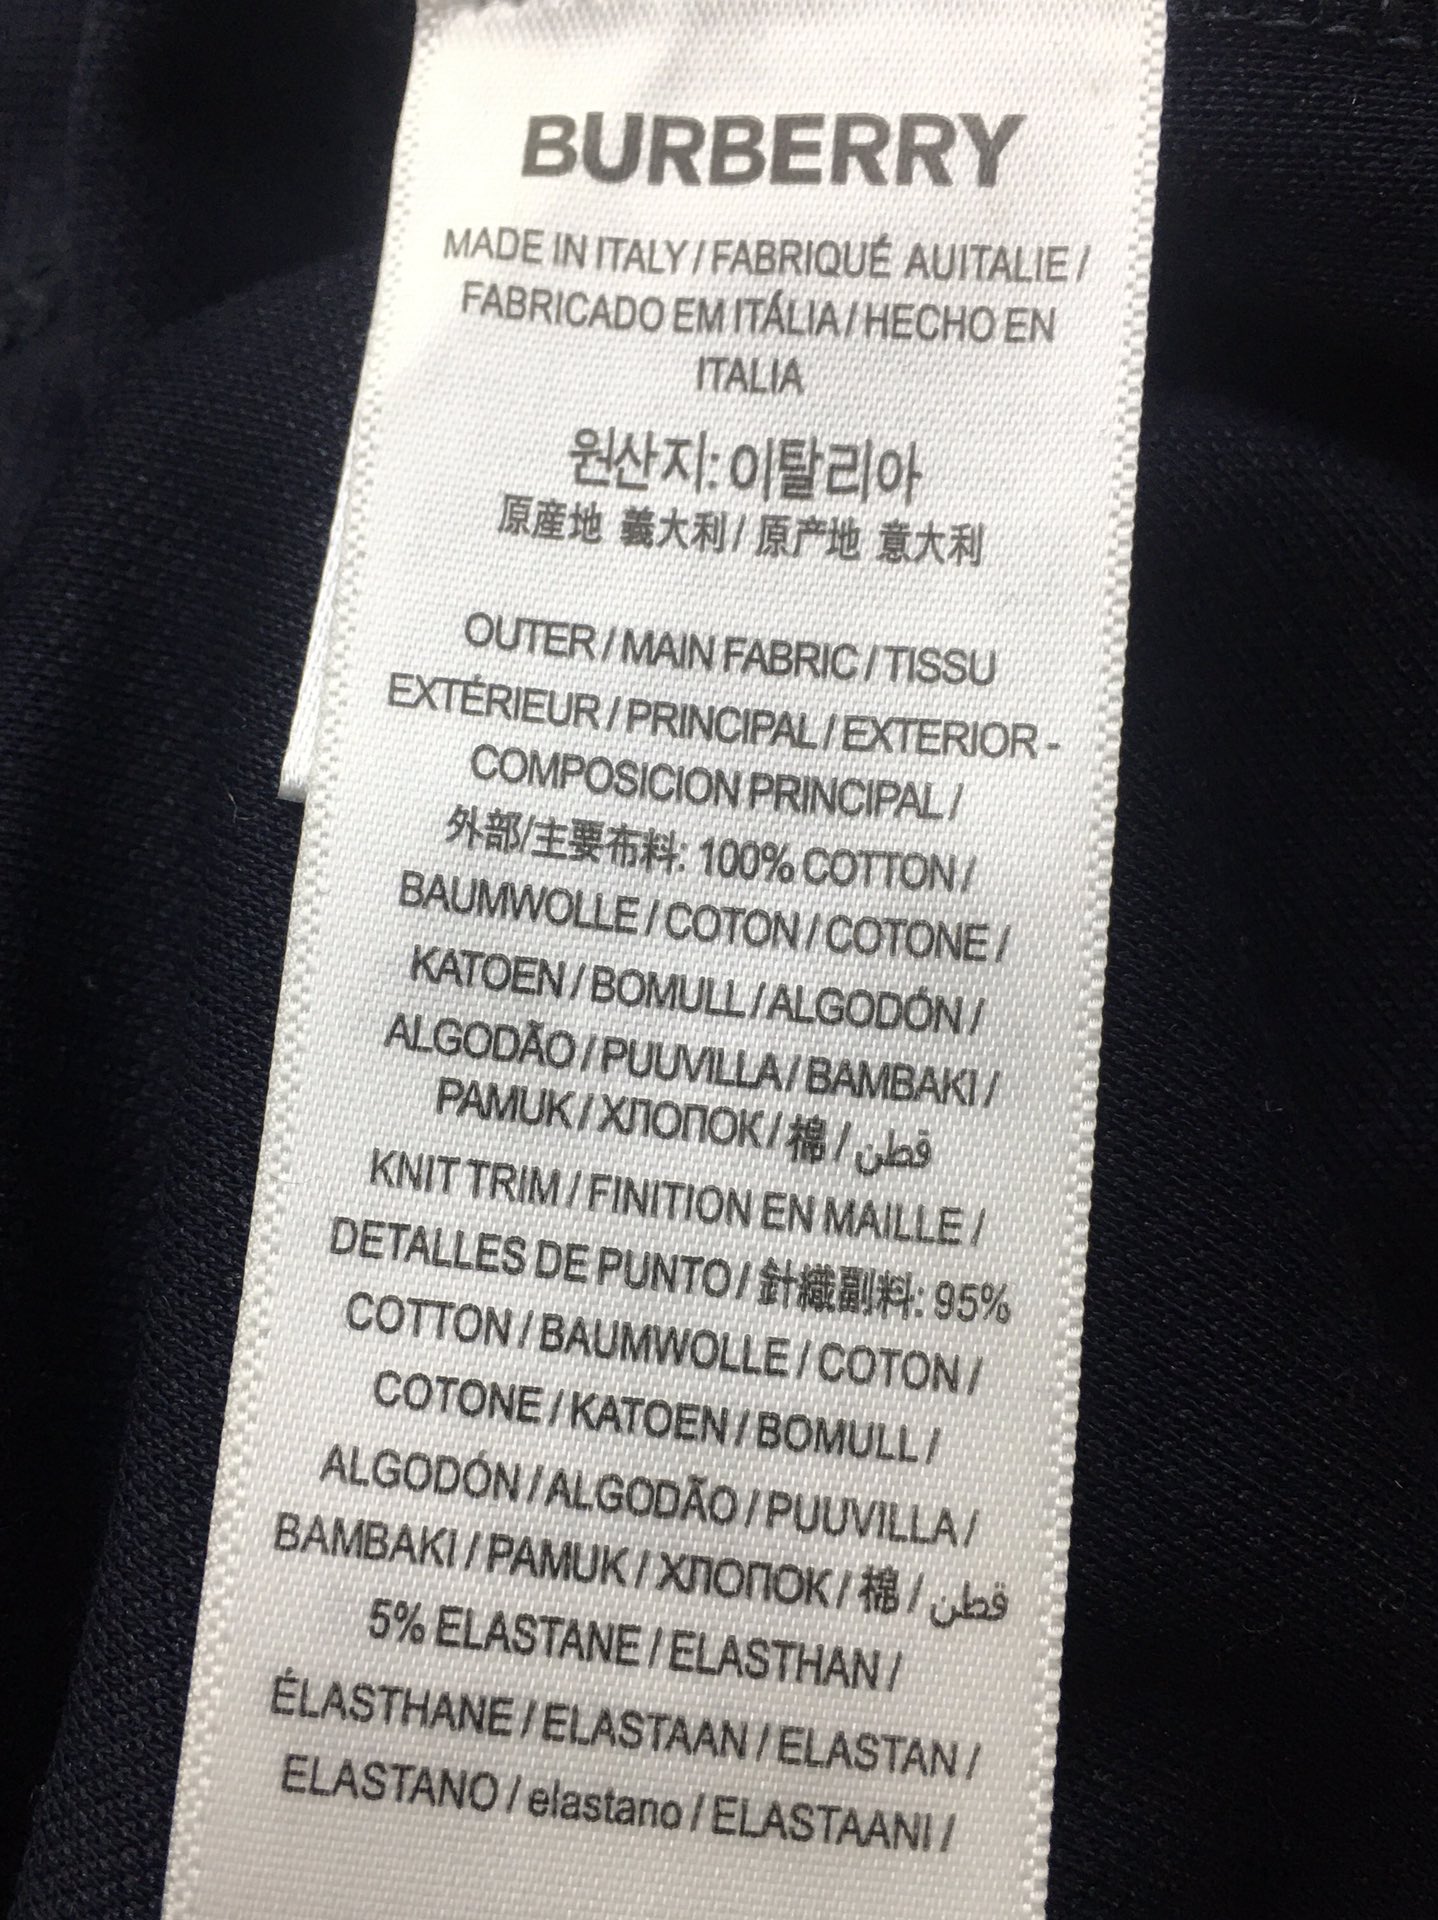 BURBERRY
MADE IN ITALY / FABRIQUÉ AUITALIE /
FABRICADO EM ITÁLIA / HECHO EN
ITALIA
원산지: 이탈리아
原産地 義大利 / 原产地 意大利
OUTER / MAIN FABRIC / TISSU
EXTÉRIEUR / PRINCIPAL / EXTERIOR -
COMPOSICION PRINCIPAL /
外部/主要布料: 100% COTTON /
BAUMWOLLE / COTON / COTONE /
KATOEN / BOMULL / ALGODÓN /
ALGODÃO / PUUVILLA / BAMBAKI /
PAMUK / ХЛОПОК / 棉 / قطن
KNIT TRIM / FINITION EN MAILLE /
DETALLES DE PUNTO / 針織副料: 95%
COTTON / BAUMWOLLE / COTON /
COTONE / KATOEN / BOMULL /
ALGODÓN / ALGODÃO / PUUVILLA /
BAMBAKI / PAMUK / ХЛОПОК / 棉 / قطن
5% ELASTANE / ELASTHAN /
ÉLASTHANE / ELASTAAN / ELASTAN /
ELASTANO / elastano / ELASTAANI /